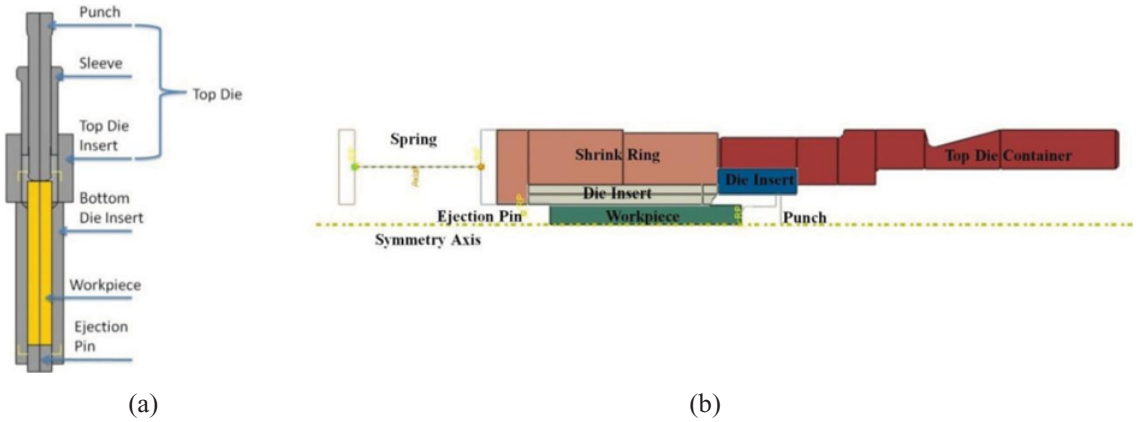 Punch
Sleeve
Top Die
Top Die
Insert
Bottom
Die Insert
Workpiece
Ejection
Pin
(a)
Spring
Axial
Shrink Ring
Top Die Container
Die Insert
Die Insert
Ejection Pin
Workpiece
Punch
Symmetry Axis
(b)